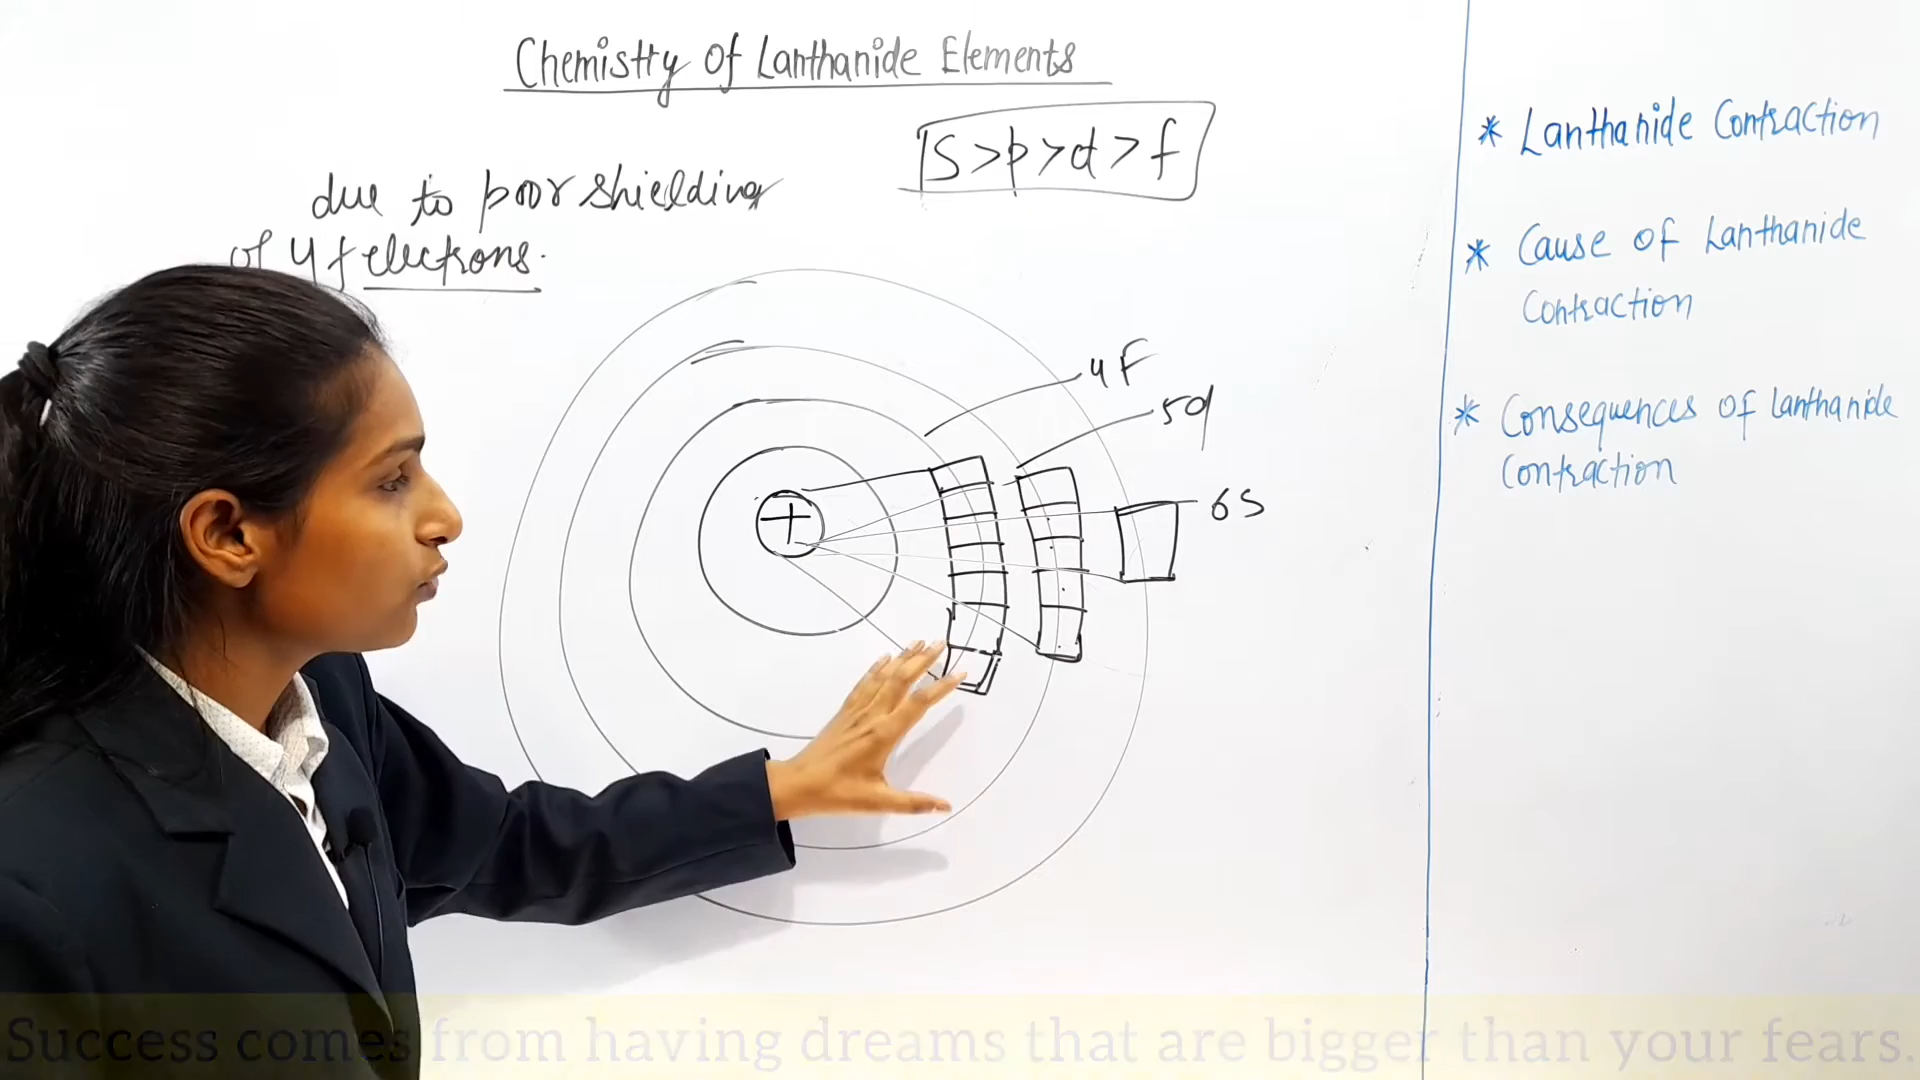 Chemistry Of Lanthanide Elements
S > p > d > f
due to poor shielding
of 4f electrons.
4F
5d
6S
+
* Lanthanide Contraction
* Cause of Lanthanide
Contraction
* Consequences of Lanthanide
Contraction
Success comes from having dreams that are bigger than your fears.